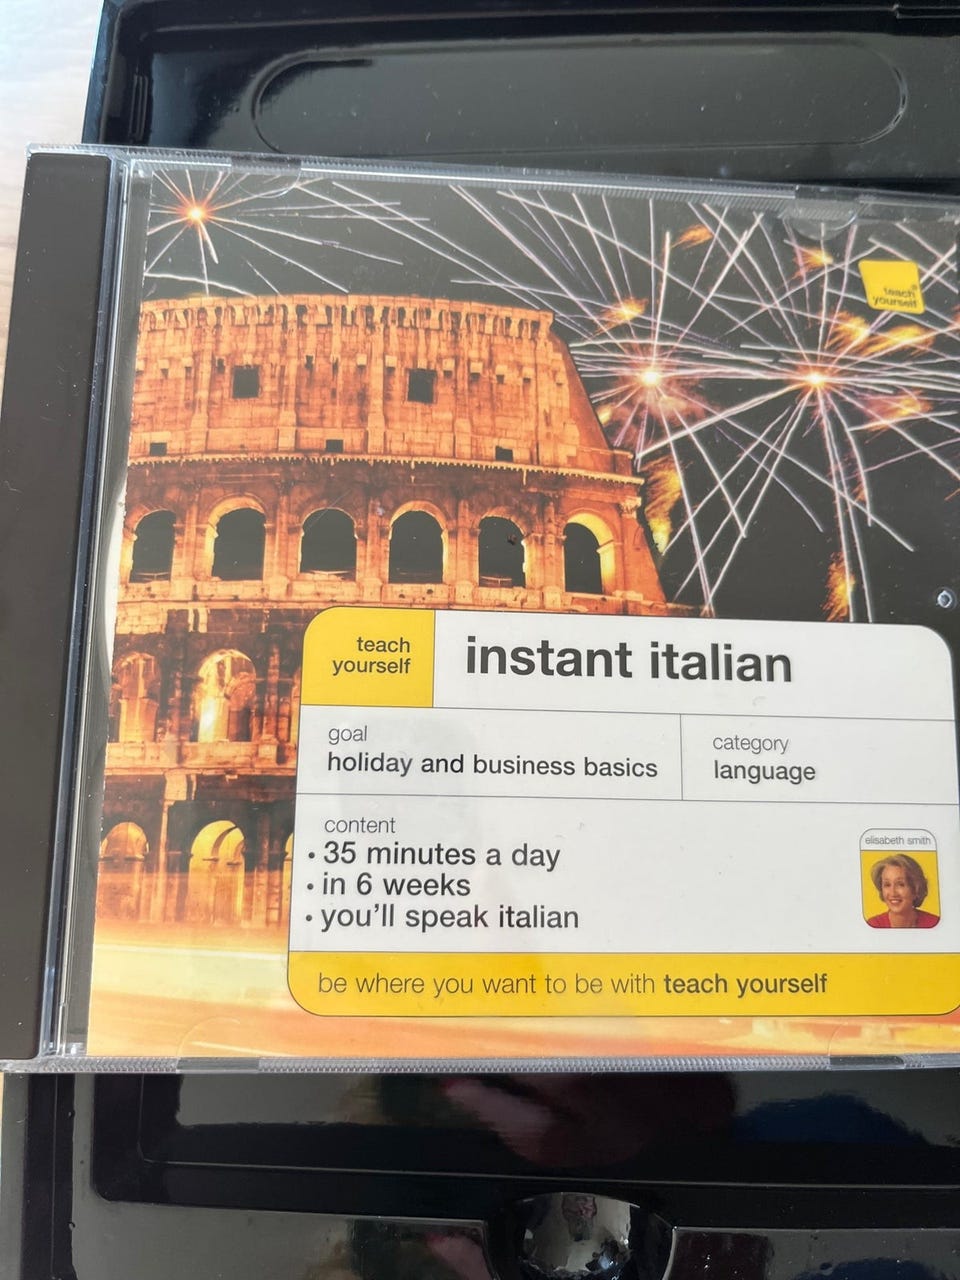 teach
yourself®
teach
yourself
instant italian
goal
holiday and business basics
category
language
content
• 35 minutes a day
• in 6 weeks
• you'll speak italian
elisabeth smith
be where you want to be with teach yourself